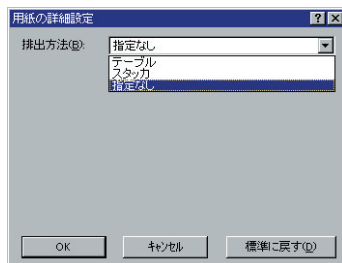 用紙の詳細設定
排出方法(B): 指定なし
テーブル
スタッカ
指定なし
OK キャンセル 標準に戻す(D)